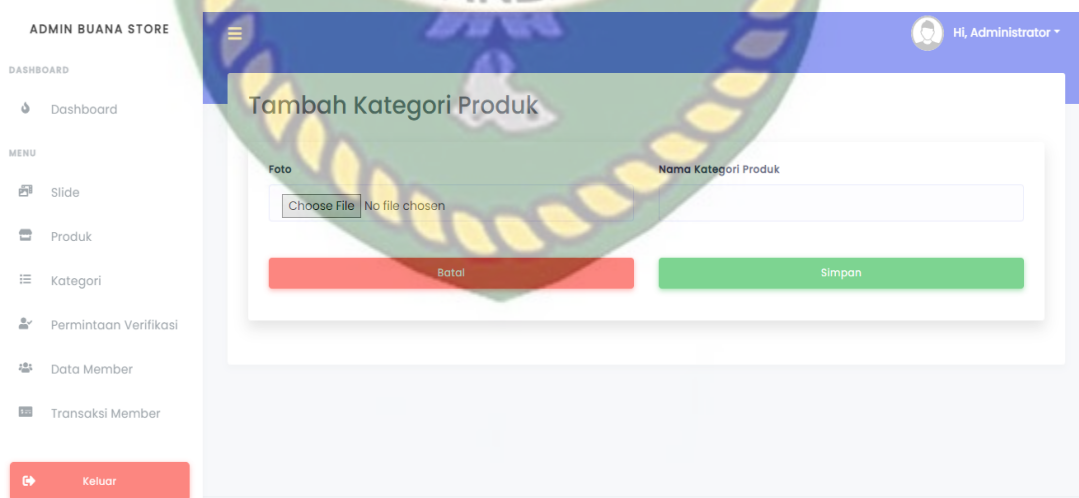 ADMIN BUANA STORE
Hi, Administrator
DASHBOARD
Dashboard
MENU
Slide
Produk
Kategori
Permintaan Verifikasi
Data Member
Transaksi Member
Keluar
Tambah Kategori Produk
Foto
Choose File No file chosen
Nama Kategori Produk
Batal
Simpan